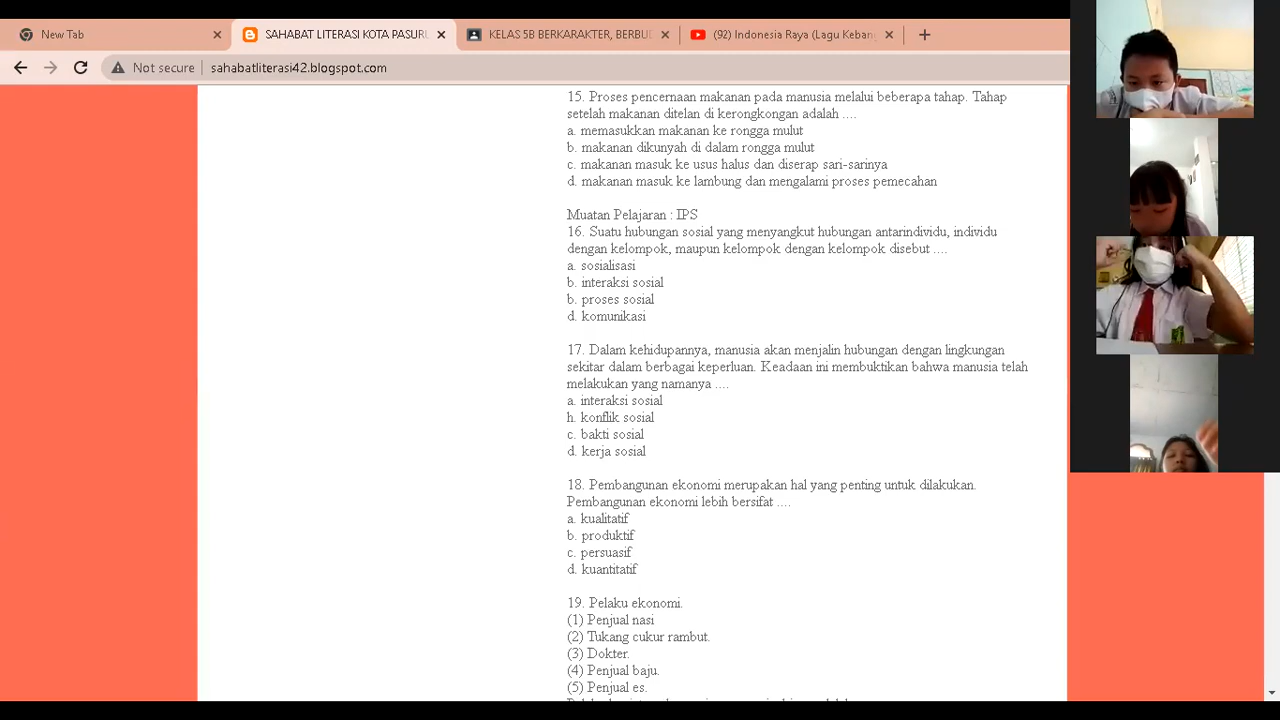 New Tab
SAHABAT LITERASI KOTA PASURU
KELAS 5B BERKARAKTER, BERBUD
(92) Indonesia Raya (Lagu Kebang
Not secure
sahabatliterasi42.blogspot.com
15. Proses pencernaan makanan pada manusia melalui beberapa tahap. Tahap
setelah makanan ditelan di kerongkongan adalah ....
a. memasukkan makanan ke rongga mulut
b. makanan dikunyah di dalam rongga mulut
c. makanan masuk ke usus halus dan diserap sari-sarinya
d. makanan masuk ke lambung dan mengalami proses pemecahan
Muatan Pelajaran : IPS
16. Suatu hubungan sosial yang menyangkut hubungan antarindividu, individu
dengan kelompok, maupun kelompok dengan kelompok disebut ....
a. sosialisasi
b. interaksi sosial
b. proses sosial
d. komunikasi
17. Dalam kehidupannya, manusia akan menjalin hubungan dengan lingkungan
sekitar dalam berbagai keperluan. Keadaan ini membuktikan bahwa manusia telah
melakukan yang namanya ....
a. interaksi sosial
h. konflik sosial
c. bakti sosial
d. kerja sosial
18. Pembangunan ekonomi merupakan hal yang penting untuk dilakukan.
Pembangunan ekonomi lebih bersifat ....
a. kualitatif
b. produktif
c. persuasif
d. kuantitatif
19. Pelaku ekonomi.
(1) Penjual nasi
(2) Tukang cukur rambut.
(3) Dokter.
(4) Penjual baju.
(5) Penjual es.